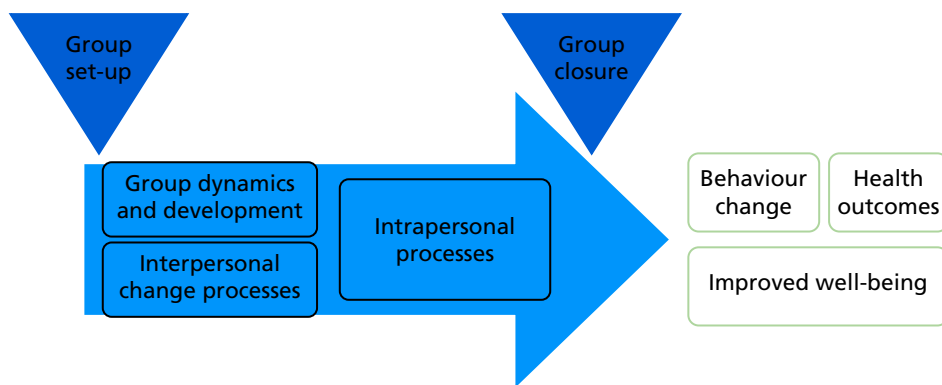 Group
set-up
Group
closure
Group dynamics
and development
Interpersonal
change processes
Intrapersonal
processes
Behaviour
change
Health
outcomes
Improved well-being